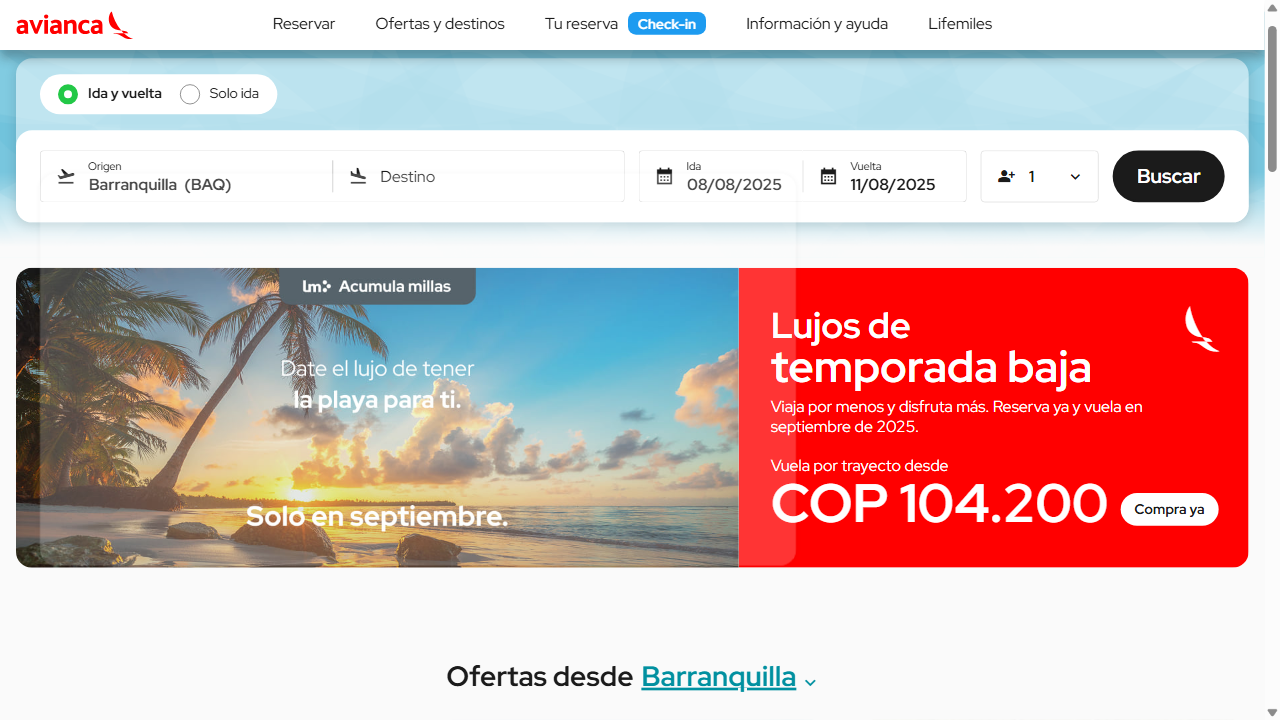 avianca
Reservar
Ofertas y destinos
Tu reserva
Check-in
Información y ayuda
Lifemiles
Ida y vuelta
Solo ida
Origen
Barranquilla (BAQ)
Destino
Ida
08/08/2025
Vuelta
11/08/2025
1
Buscar
lm Acumula millas
Date el lujo de tener
la playa para ti.
Solo en septiembre.
Lujos de
temporada baja
Viaja por menos y disfruta más. Reserva ya y vuela en
septiembre de 2025.
Vuela por trayecto desde
COP 104.200
Compra ya
Ofertas desde Barranquilla